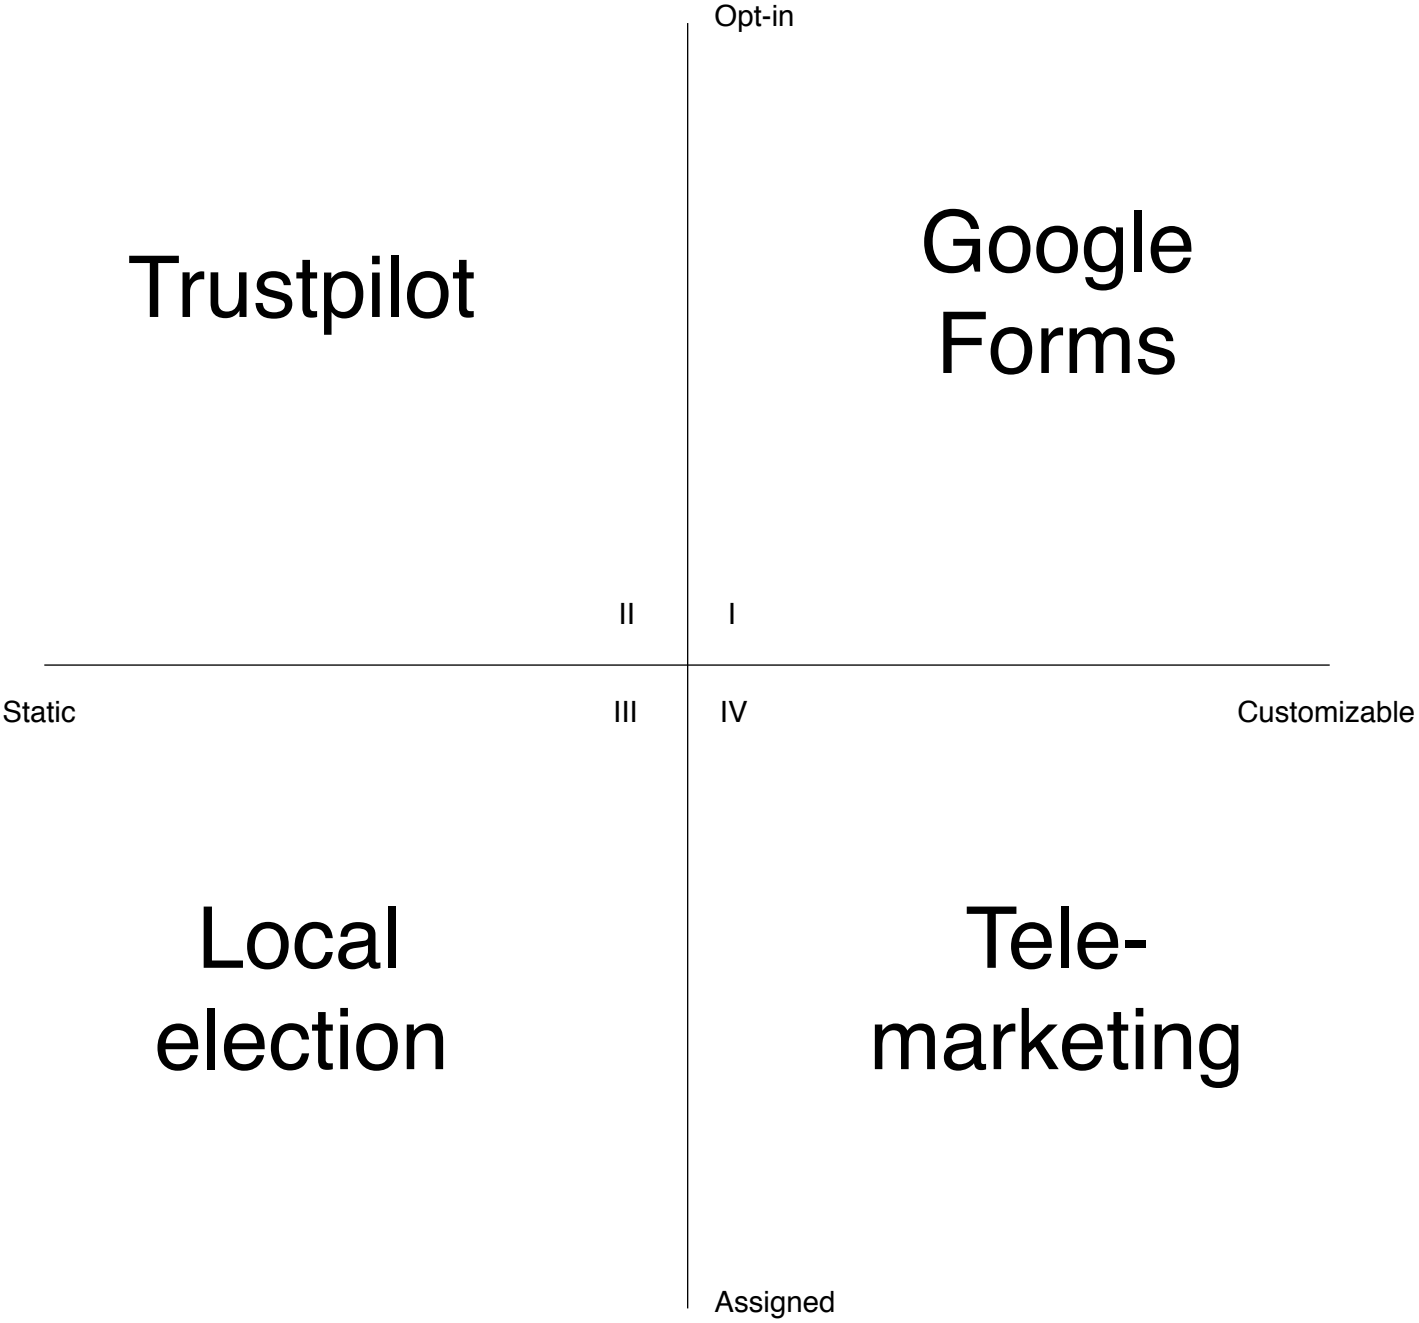 Opt-in
Trustpilot
Google
Forms
II
I
Static
III
IV
Customizable
Local
election
Tele-
marketing
Assigned